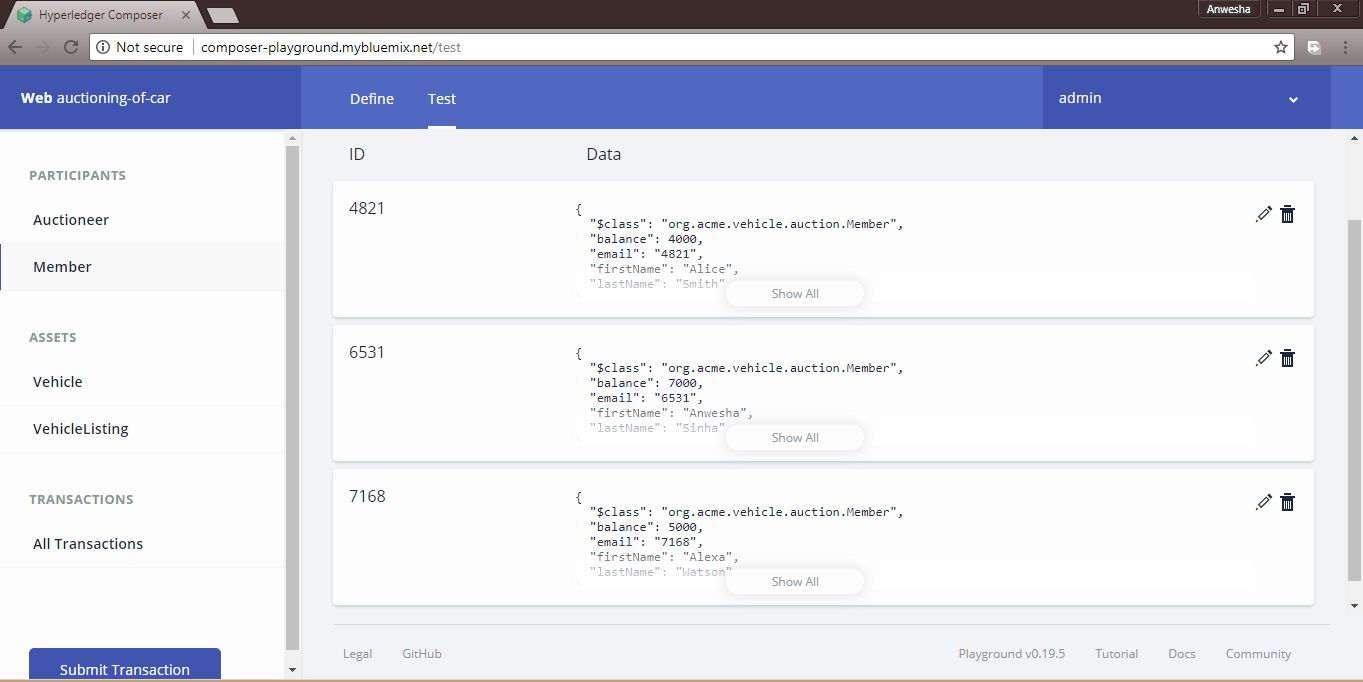 Hyperledger Composer
Anwesha
Not secure composer-playground.mybluemix.net/test
Web auctioning-of-car
Define
Test
admin
PARTICIPANTS
Auctioneer
Member
ASSETS
Vehicle
VehicleListing
TRANSACTIONS
All Transactions
Submit Transaction
ID Data
4821
{
"$class": "org.acme.vehicle.auction.Member",
"balance": 4000,
"email": "4821",
"firstName": "Alice",
"lastName": "Smith"
Show All
6531
{
"$class": "org.acme.vehicle.auction.Member",
"balance": 7000,
"email": "6531",
"firstName": "Anwesha",
"lastName": "Sinha"
Show All
7168
{
"$class": "org.acme.vehicle.auction.Member",
"balance": 5000,
"email": "7168",
"firstName": "Alexa",
"lastName": "Watson"
Show All
Legal GitHub Playground v0.19.5 Tutorial Docs Community